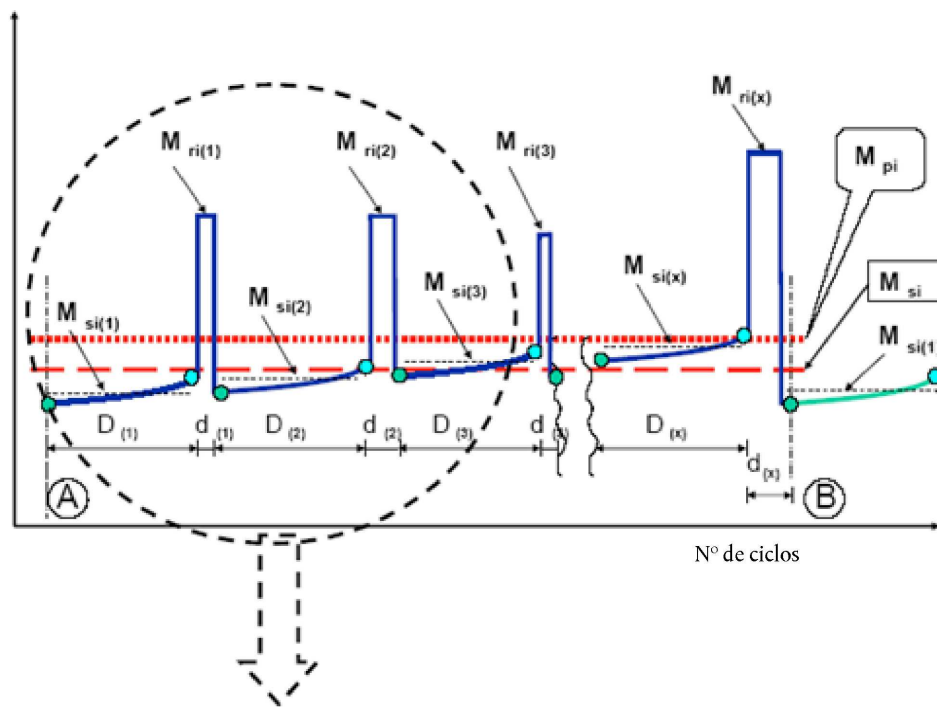 M ri(x)
M ri(1)
M ri(2)
M ri(3)
M pi
M si(1)
M si(2)
M si(3)
M si(x)
M si
M si(1
D (1)
d (1)
D (2)
d (2)
D (3)
D (x)
d (x)
A
B
Nº de ciclos